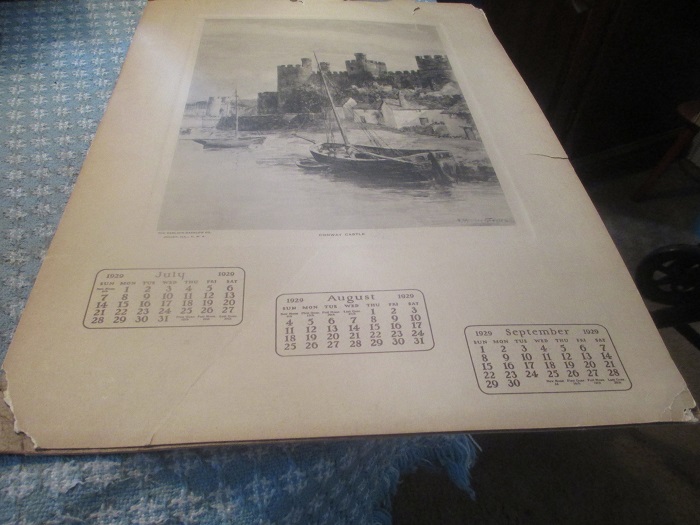 CONWAY CASTLE
1929 July 1929
SUN MON TUE WED THU FRI SAT
1 2 3 4 5 6
7 8 9 10 11 12 13
14 15 16 17 18 19 20
21 22 23 24 25 26 27
28 29 30 31
1929 August 1929
SUN MON TUE WED THU FRI SAT
1 2 3
4 5 6 7 8 9 10
11 12 13 14 15 16 17
18 19 20 21 22 23 24
25 26 27 28 29 30 31
1929 September 1929
SUN MON TUE WED THU FRI SAT
1 2 3 4 5 6 7
8 9 10 11 12 13 14
15 16 17 18 19 20 21
22 23 24 25 26 27 28
29 30